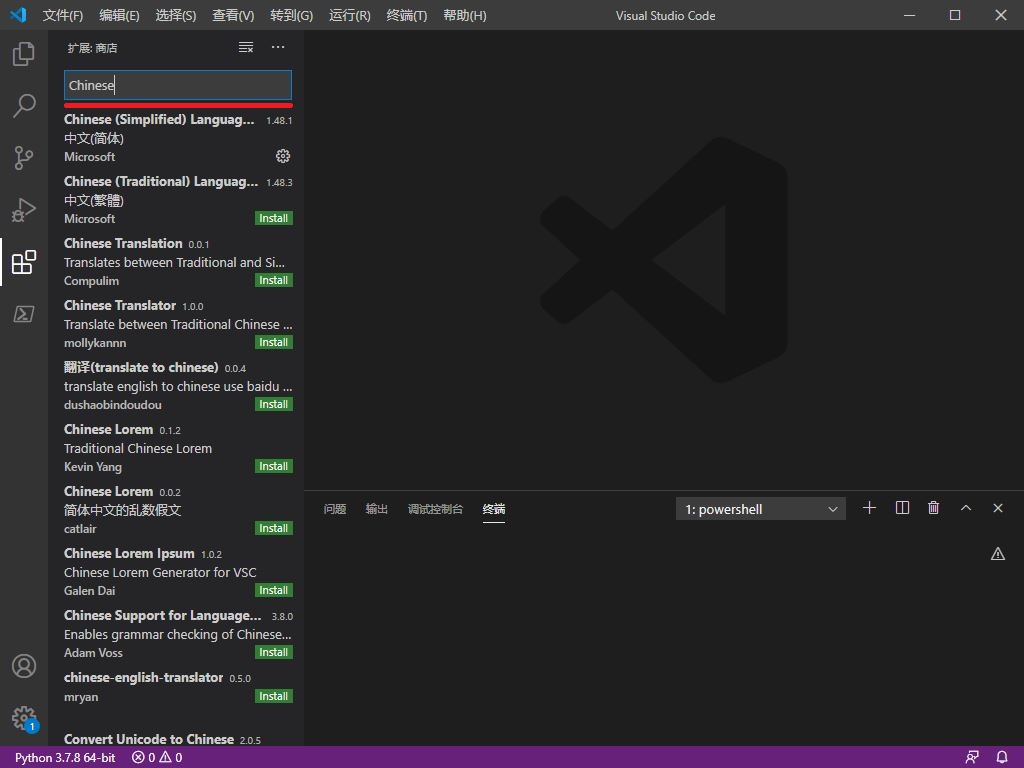 文件(F) 编辑(E) 选择(S) 查看(V) 转到(G) 运行(R) 终端(T) 帮助(H) Visual Studio Code
扩展: 商店
Chinese
Chinese (Simplified) Languag... 1.48.1
中文(简体)
Microsoft
Chinese (Traditional) Languag... 1.48.3
中文(繁體)
Microsoft Install
Chinese Translation 0.0.1
Translates between Traditional and Si...
Compulim Install
Chinese Translator 1.0.0
Translate between Traditional Chinese ...
mollykannn Install
翻译(translate to chinese) 0.0.4
translate english to chinese use baidu ...
dushaobindoudou Install
Chinese Lorem 0.1.2
Traditional Chinese Lorem
Kevin Yang Install
Chinese Lorem 0.0.2
简体中文的乱数假文
catlair Install
Chinese Lorem Ipsum 1.0.2
Chinese Lorem Generator for VSC
Galen Dai Install
Chinese Support for Language... 3.8.0
Enables grammar checking of Chinese...
Adam Voss Install
chinese-english-translator 0.5.0
mryan Install
Convert Unicode to Chinese 2.0.5
问题 输出 调试控制台 终端 1: powershell
1
Python 3.7.8 64-bit 0 0